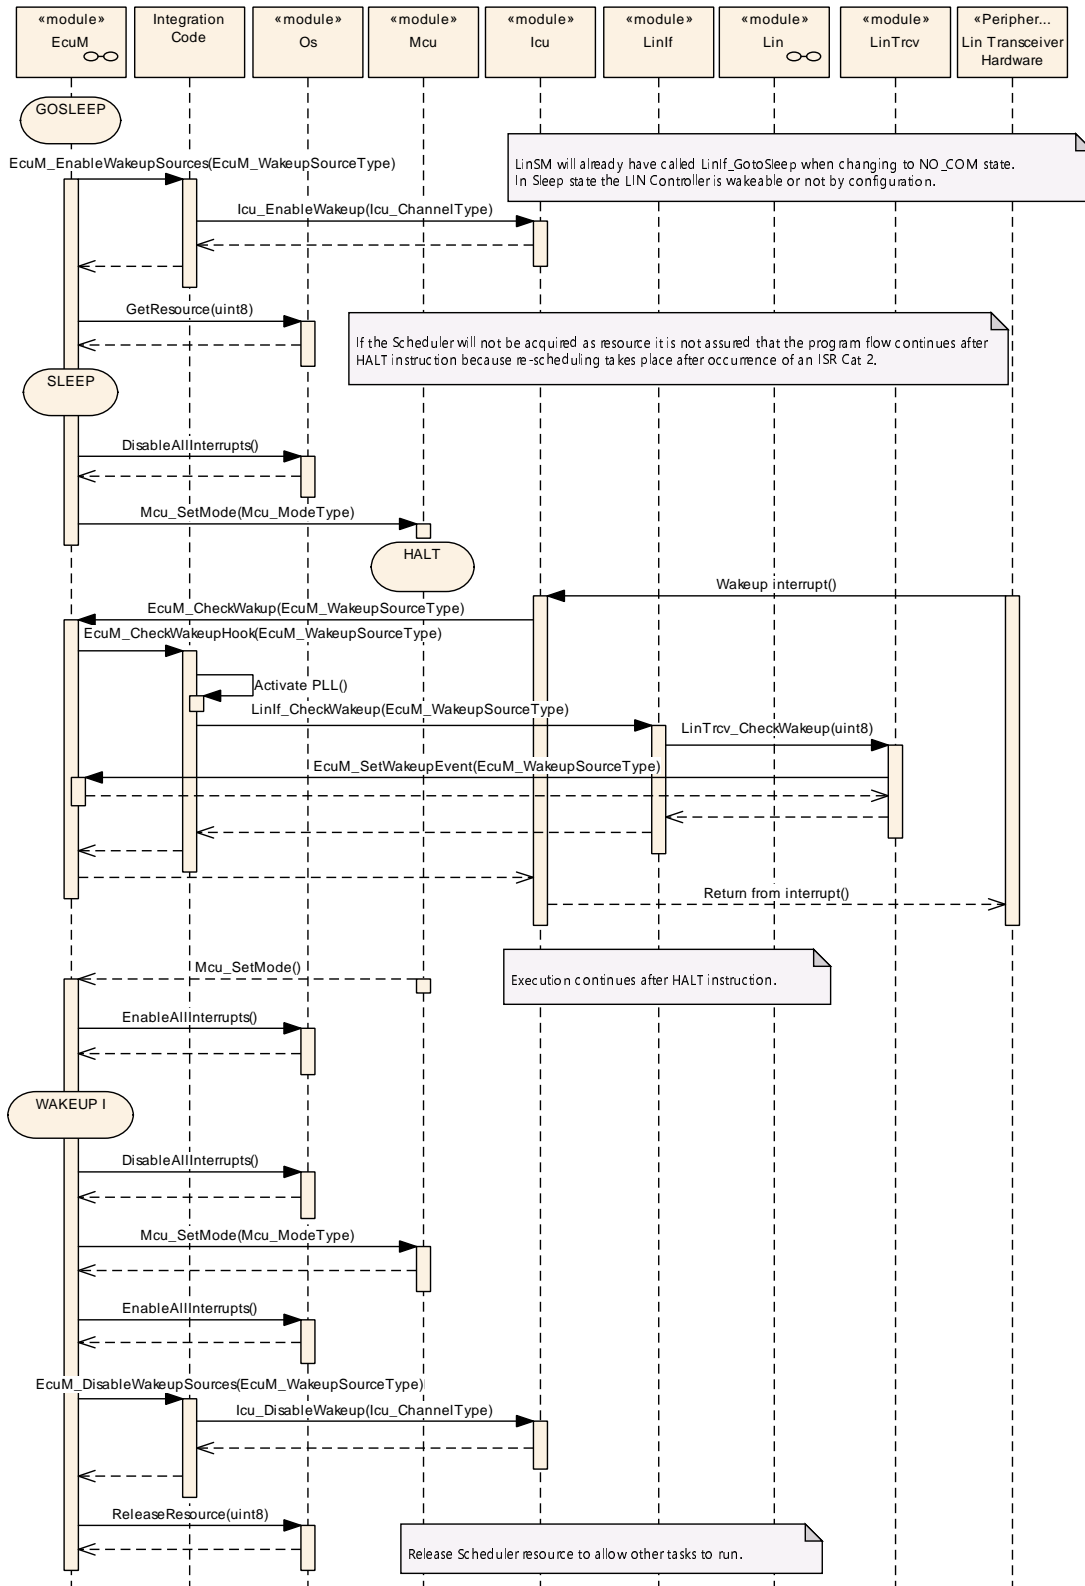 «module»
EcuM
Integration
Code
«module»
Os
«module»
Mcu
«module»
Icu
«module»
LinIf
«module»
Lin
«module»
LinTrcv
«Peripher...
Lin Transceiver
Hardware
GOSLEEP
LinSM will already have called LinIf_GotoSleep when changing to NO_COM state.
In Sleep state the LIN Controller is wakeable or not by configuration.
EcuM_EnableWakeupSources(EcuM_WakeupSourceType)
Icu_EnableWakeup(Icu_ChannelType)
GetResource(uint8)
If the Scheduler will not be acquired as resource it is not assured that the program flow continues after
HALT instruction because re-scheduling takes place after occurrence of an ISR Cat 2.
SLEEP
DisableAllInterrupts()
Mcu_SetMode(Mcu_ModeType)
HALT
Wakeup interrupt()
EcuM_CheckWakup(EcuM_WakeupSourceType)
EcuM_CheckWakeupHook(EcuM_WakeupSourceType)
Activate PLL()
LinIf_CheckWakeup(EcuM_WakeupSourceType)
LinTrcv_CheckWakeup(uint8)
EcuM_SetWakeupEvent(EcuM_WakeupSourceType)
Return from interrupt()
Mcu_SetMode()
Execution continues after HALT instruction.
EnableAllInterrupts()
WAKEUP I
DisableAllInterrupts()
Mcu_SetMode(Mcu_ModeType)
EnableAllInterrupts()
EcuM_DisableWakeupSources(EcuM_WakeupSourceType)
Icu_DisableWakeup(Icu_ChannelType)
ReleaseResource(uint8)
Release Scheduler resource to allow other tasks to run.